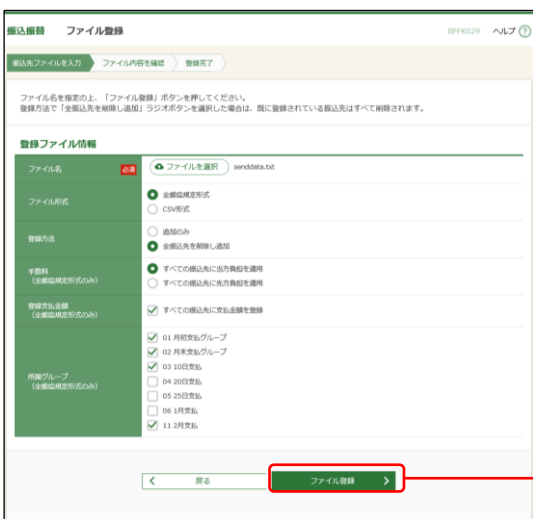 振込振替 ファイル登録 BFFK029 ヘルプ ?
振込先ファイルを入力 ファイル内容を確認 登録完了
ファイル名を指定の上、「ファイル登録」ボタンを押してください。
登録方法で「全振込先を削除し追加」ラジオボタンを選択した場合は、既に登録されている振込先はすべて削除されます。
登録ファイル情報
ファイル名 必須 ファイルを選択 senddata.txt
ファイル形式
全銀協規定形式
CSV形式
登録方法
追加のみ
全振込先を削除し追加
手数料
(全銀協規定形式のみ)
すべての振込先に当方負担を適用
すべての振込先に先方負担を適用
登録支払金額
(全銀協規定形式のみ)
すべての振込先に支払金額を登録
所属グループ
(全銀協規定形式のみ)
01 月初支払グループ
02 月末支払グループ
03 10日支払
04 20日支払
05 25日支払
06 1月支払
11 2月支払
戻る ファイル登録